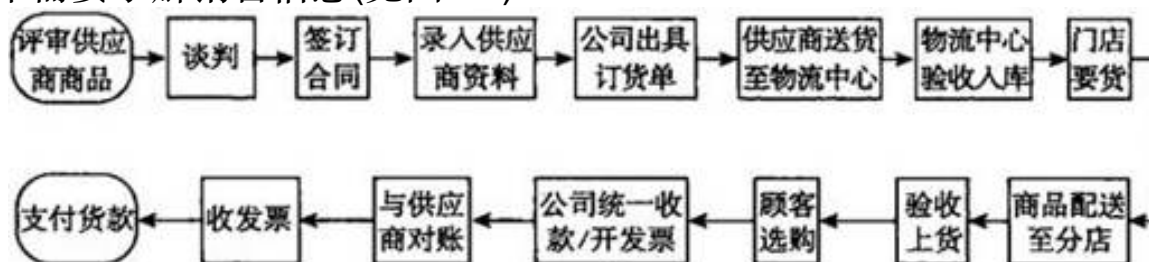 评审供应
商商品
谈判
签订
合同
录入供应
商资料
公司出具
订货单
供应商送货
至物流中心
物流中心
验收入库
门店
要货
支付货款
收发票
与供应
商对账
公司统一收
款/开发票
顾客
选购
验收
上货
商品配送
至分店